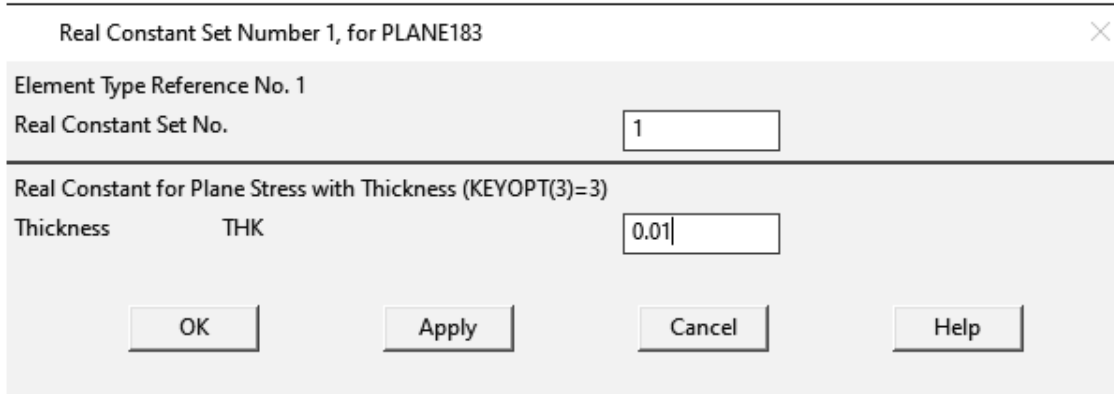 Real Constant Set Number 1, for PLANE183
Element Type Reference No. 1
Real Constant Set No. 1
Real Constant for Plane Stress with Thickness (KEYOPT(3)=3)
Thickness THK 0.01
OK Apply Cancel Help